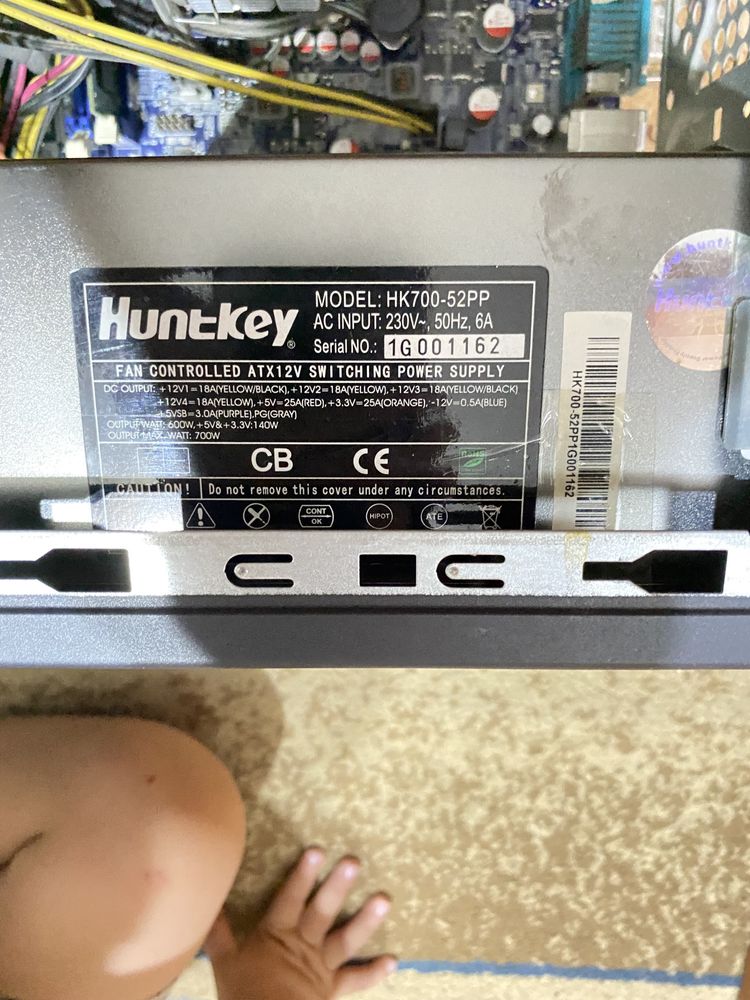 Huntkey®
MODEL: HK700-52PP
AC INPUT: 230V~, 50Hz, 6A
Serial NO.: 1G001162
FAN CONTROLLED ATX12V SWITCHING POWER SUPPLY
DC OUTPUT: +12V1=18A(YELLOW/BLACK), +12V2=18A(YELLOW), +12V3=18A(YELLOW/BLACK)
+12V4=18A(YELLOW), +5V=25A(RED), +3.3V=25A(ORANGE), -12V=0.5A(BLUE)
+5VSB=3.0A(PURPLE),PG(GRAY)
OUTPUT WATT: 600W, +5V&+3.3V:140W
OUTPUT MAX. WATT: 700W
CB CE RoHS
CAUTION! Do not remove this cover under any circumstances.
CONT OK HIPOT ATE
HK700-52PP1G001162